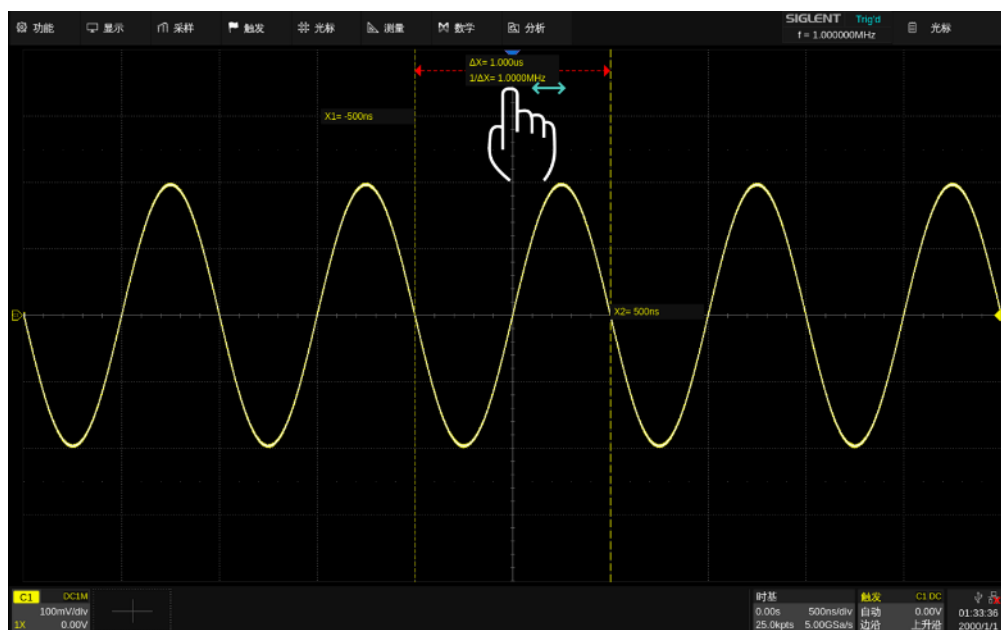 功能 显示 采样 触发 光标 测量 数学 分析
SIGLENT Trig'd
f = 1.000000MHz
光标
ΔX= 1.000us
1/ΔX= 1.0000MHz
X1= -500ns
X2= 500ns
C1 DC1M
100mV/div
1X 0.00V
时基
0.00s 500ns/div
25.0kpts 5.00GSa/s
触发 C1 DC
自动 0.00V
边沿 上升沿
01:33:36
2000/1/1